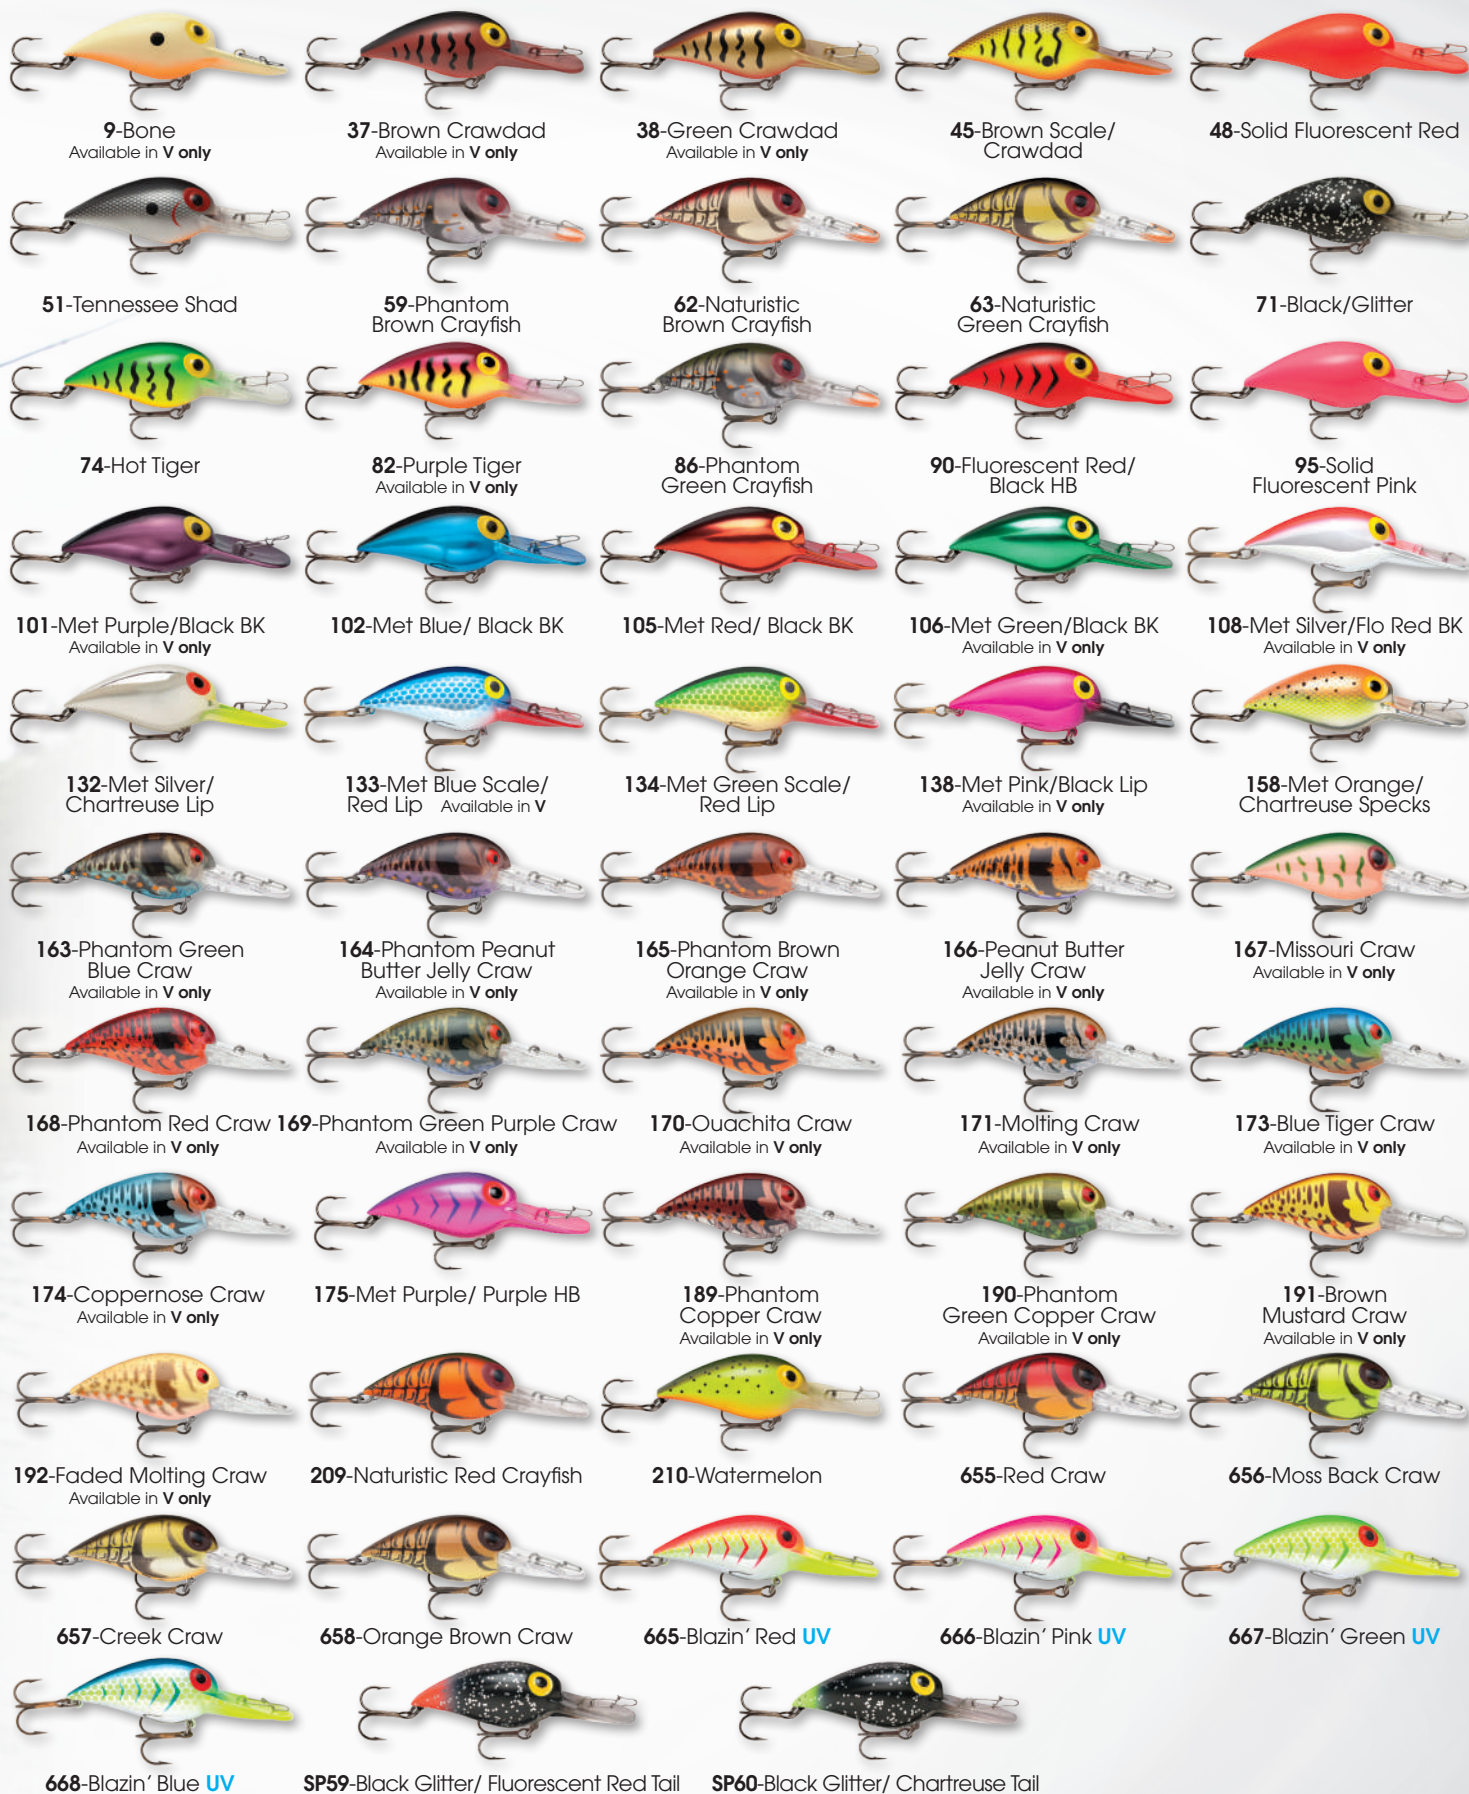 9-Bone
Available in V only
37-Brown Crawdad
Available in V only
38-Green Crawdad
Available in V only
45-Brown Scale/
Crawdad
48-Solid Fluorescent Red
51-Tennessee Shad
59-Phantom
Brown Crayfish
62-Naturistic
Brown Crayfish
63-Naturistic
Green Crayfish
71-Black/Glitter
74-Hot Tiger
82-Purple Tiger
Available in V only
86-Phantom
Green Crayfish
90-Fluorescent Red/
Black HB
95-Solid
Fluorescent Pink
101-Met Purple/Black BK
Available in V only
102-Met Blue/ Black BK
105-Met Red/ Black BK
106-Met Green/Black BK
Available in V only
108-Met Silver/Flo Red BK
Available in V only
132-Met Silver/
Chartreuse Lip
133-Met Blue Scale/
Red Lip Available in V
134-Met Green Scale/
Red Lip
138-Met Pink/Black Lip
Available in V only
158-Met Orange/
Chartreuse Specks
163-Phantom Green
Blue Craw
Available in V only
164-Phantom Peanut
Butter Jelly Craw
Available in V only
165-Phantom Brown
Orange Craw
Available in V only
166-Peanut Butter
Jelly Craw
Available in V only
167-Missouri Craw
Available in V only
168-Phantom Red Craw
Available in V only
169-Phantom Green Purple Craw
Available in V only
170-Ouachita Craw
Available in V only
171-Molting Craw
Available in V only
173-Blue Tiger Craw
Available in V only
174-Coppernose Craw
Available in V only
175-Met Purple/ Purple HB
189-Phantom
Copper Craw
Available in V only
190-Phantom
Green Copper Craw
Available in V only
191-Brown
Mustard Craw
Available in V only
192-Faded Molting Craw
Available in V only
209-Naturistic Red Crayfish
210-Watermelon
655-Red Craw
656-Moss Back Craw
657-Creek Craw
658-Orange Brown Craw
665-Blazin' Red UV
666-Blazin' Pink UV
667-Blazin' Green UV
668-Blazin' Blue UV
SP59-Black Glitter/ Fluorescent Red Tail
SP60-Black Glitter/ Chartreuse Tail